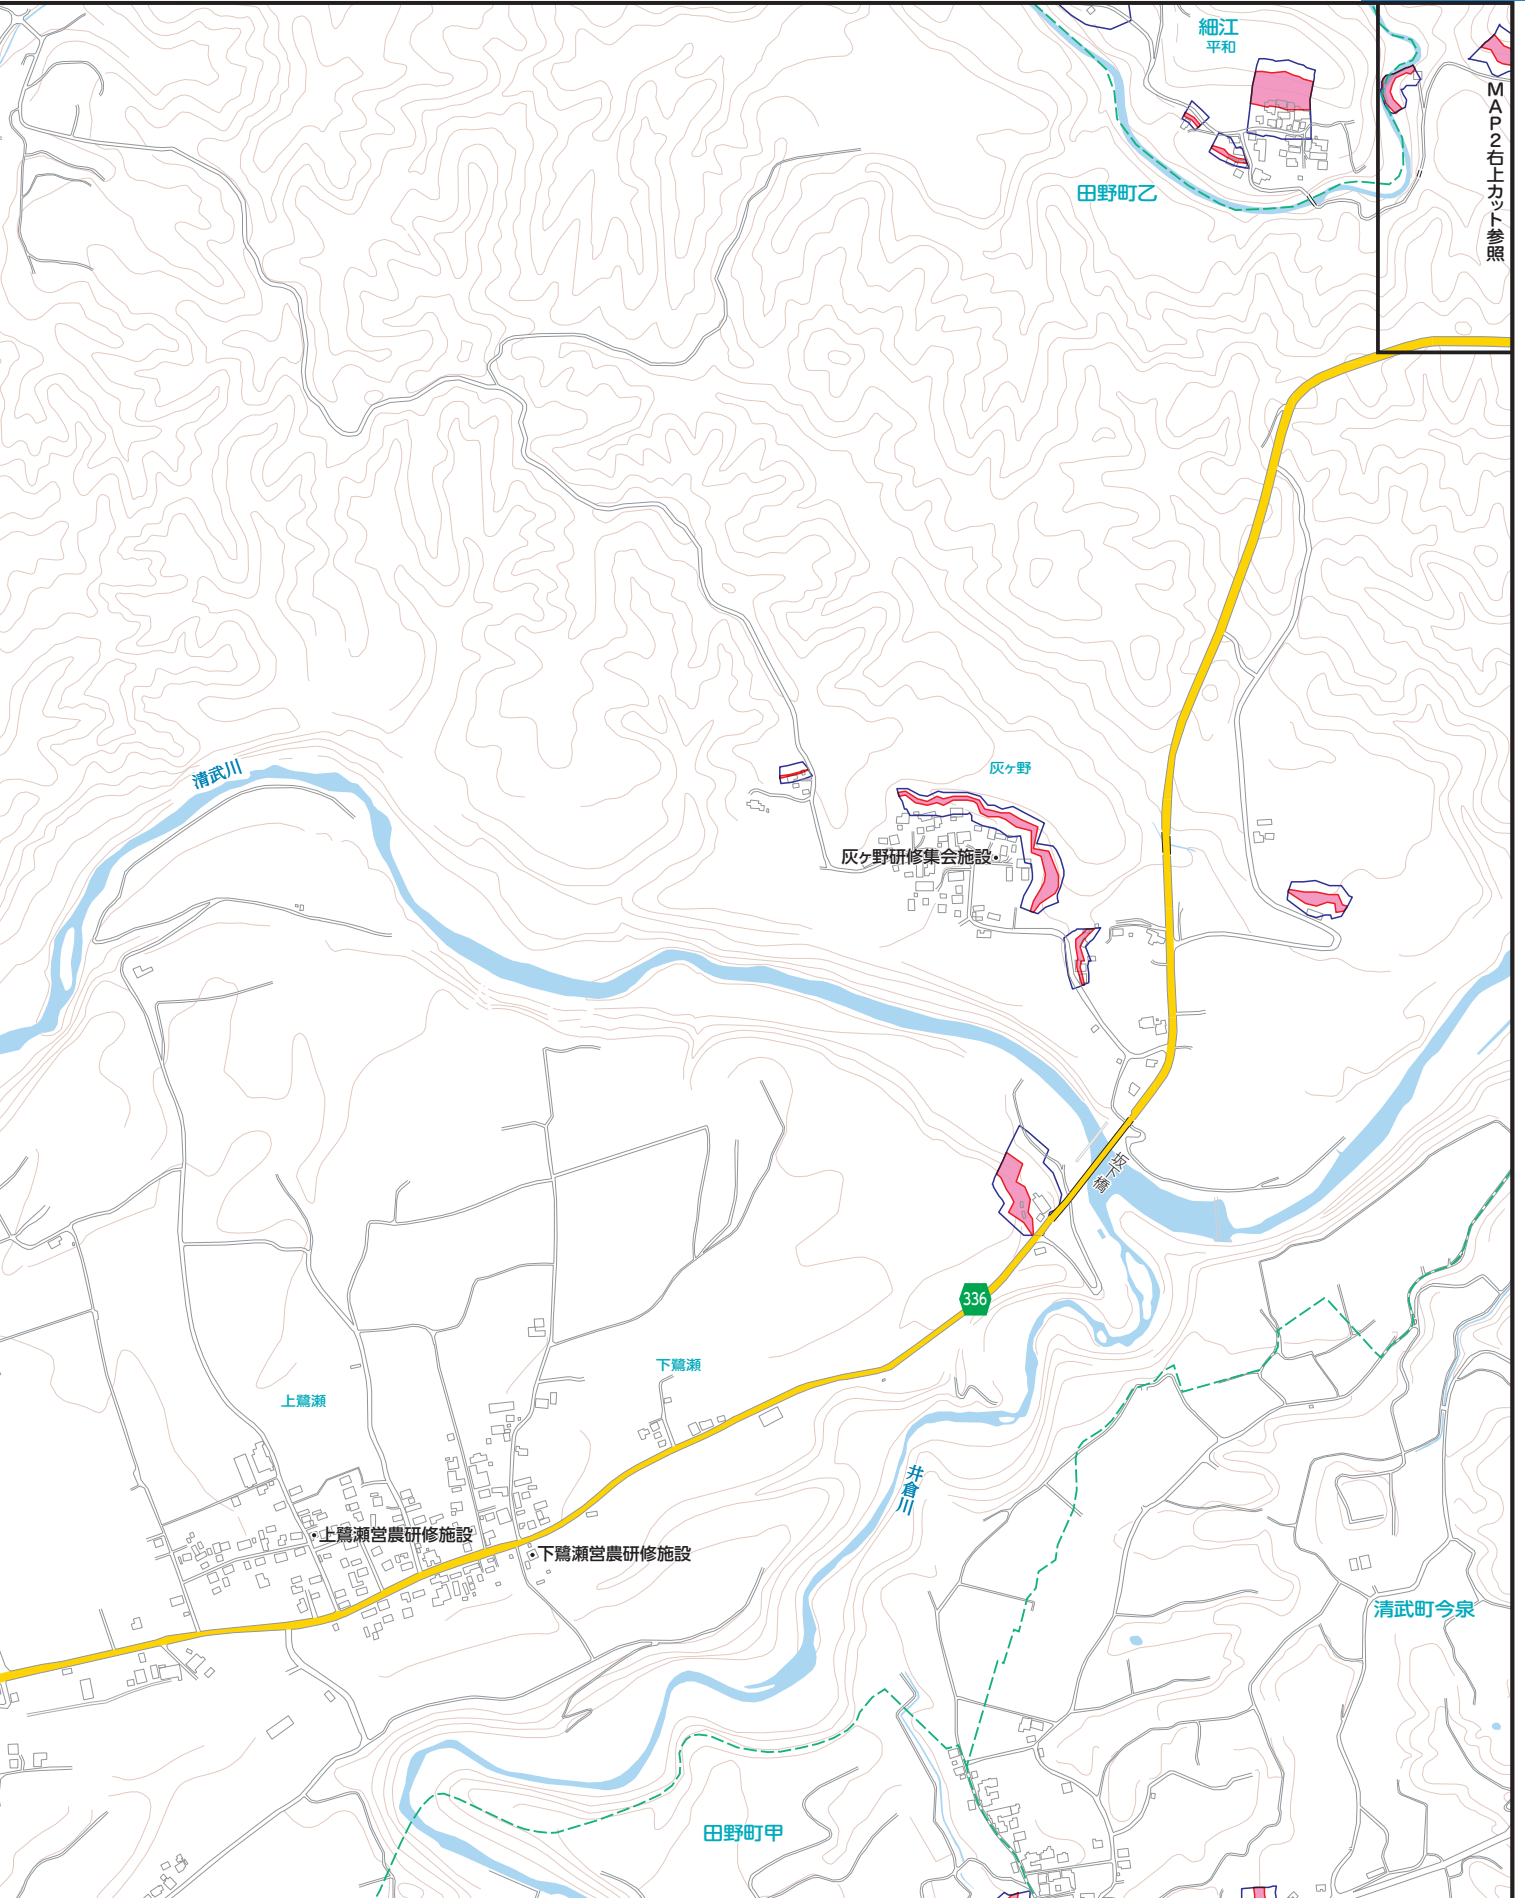 細江
平和
MAP2右上カット参照
田野町乙
清武川
灰ヶ野
灰ヶ野研修集会施設
坂下橋
336
下鷺瀬
上鷺瀬
井倉川
上鷺瀬営農研修施設
下鷺瀬営農研修施設
清武町今泉
田野町甲